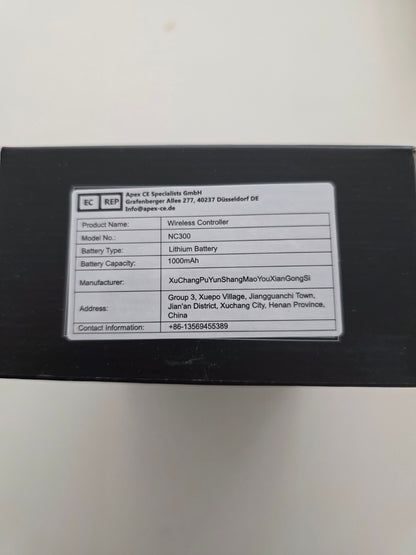 EC REP
Apex CE Specialists GmbH
Grafenberger Allee 277, 40237 Düsseldorf DE
Info@apex-ce.de
Product Name: Wireless Controller
Model No.: NC300
Battery Type: Lithium Battery
Battery Capacity: 1000mAh
Manufacturer: XuChangPuYunShangMaoYouXianGongSi
Address: Group 3, Xuepo Village, Jiangguanchi Town,
Jian'an District, Xuchang City, Henan Province,
China
Contact Information: +86-13569455389